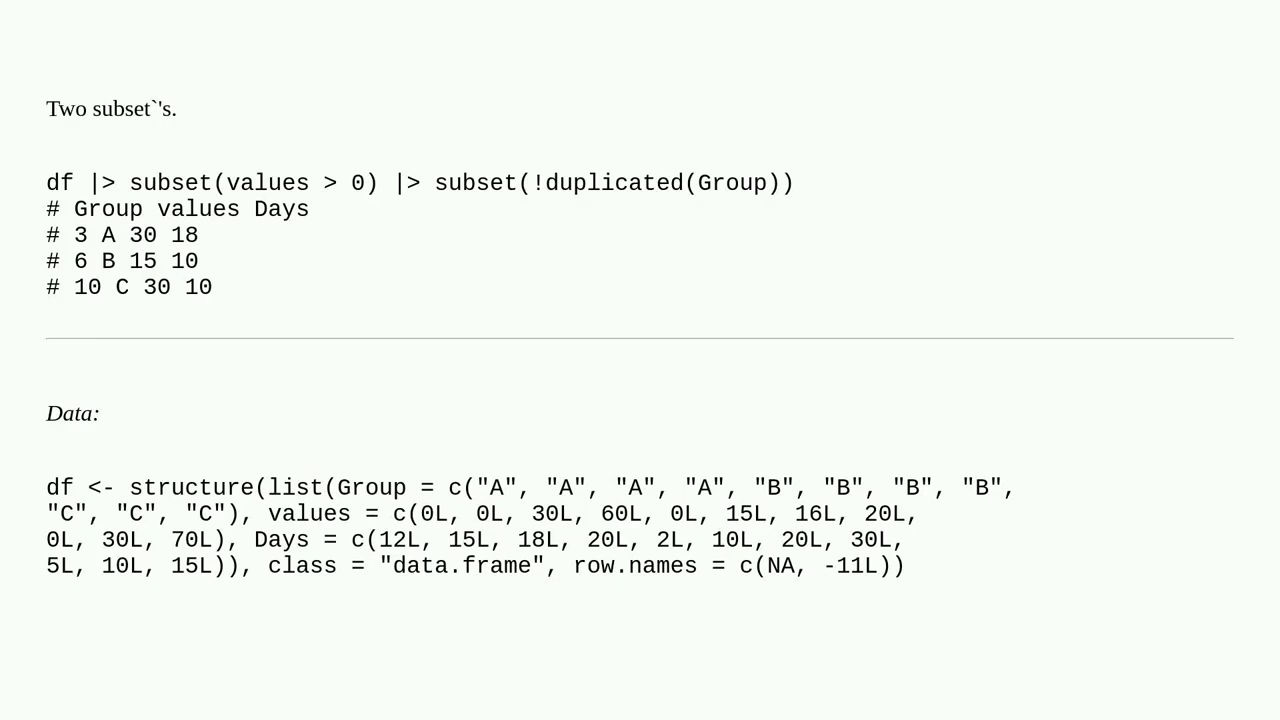 Two subset`'s.
df |> subset(values > 0) |> subset(!duplicated(Group))
# Group values Days
# 3 A 30 18
# 6 B 15 10
# 10 C 30 10
Data:
df <- structure(list(Group = c("A", "A", "A", "A", "B", "B", "B", "B",
"C", "C", "C"), values = c(0L, 0L, 30L, 60L, 0L, 15L, 16L, 20L,
0L, 30L, 70L), Days = c(12L, 15L, 18L, 20L, 2L, 10L, 20L, 30L,
5L, 10L, 15L)), class = "data.frame", row.names = c(NA, -11L))